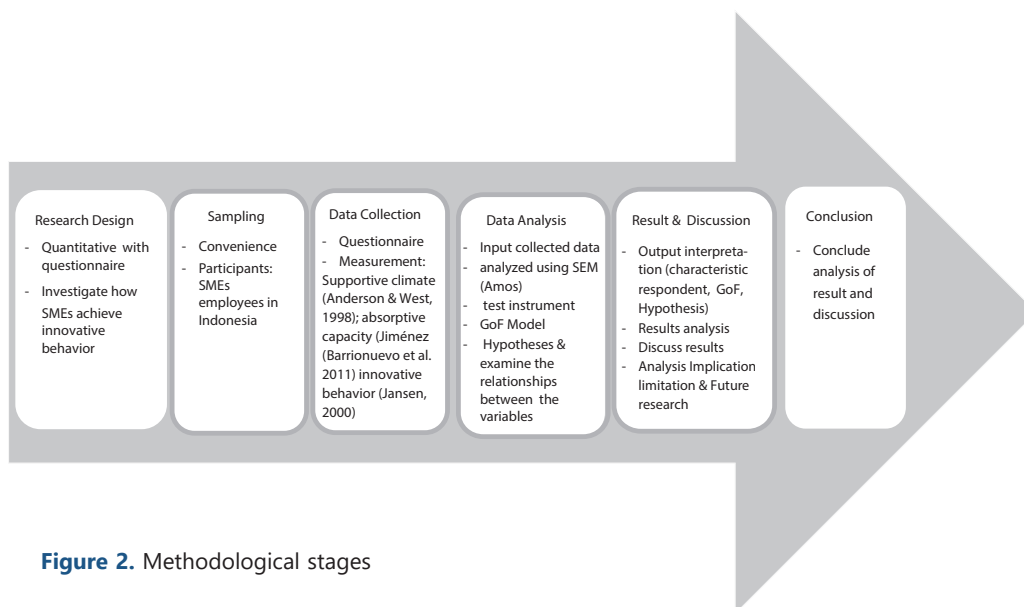 Research Design
- Quantitative with
questionnaire
- Investigate how
SMEs achieve
innovative
behavior
Sampling
- Convenience
- Participants:
SMEs
employees in
Indonesia
Data Collection
- Questionnaire
- Measurement:
Supportive climate
(Anderson & West,
1998); absorptive
capacity (Jiménez
(Barrionuevo et al.
2011) innovative
behavior (Jansen,
2000)
Data Analysis
- Input collected data
- analyzed using SEM
(Amos)
- test instrument
- GoF Model
- Hypotheses &
examine the
relationships
between the
variables
Result & Discussion
- Output interpreta-
tion (characteristic
respondent, GoF,
Hypothesis)
- Results analysis
- Discuss results
- Analysis Implication
limitation & Future
research
Conclusion
- Conclude
analysis of
result and
discussion
Figure 2. Methodological stages